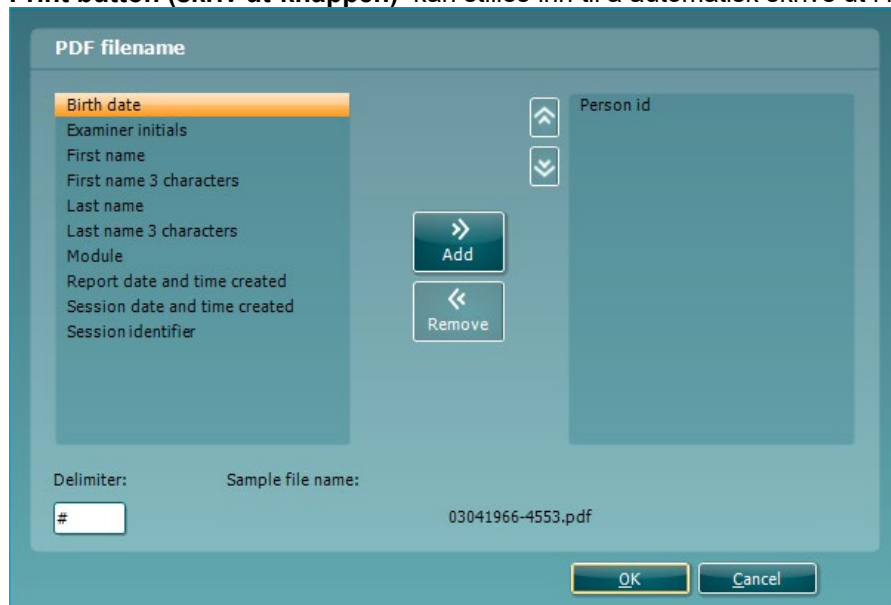 PDF filename
Birth date
Examiner initials
First name
First name 3 characters
Last name
Last name 3 characters
Module
Report date and time created
Session date and time created
Session identifier
Add
Remove
Person id
Delimiter:
Sample file name:
#
03041966-4553.pdf
OK
Cancel